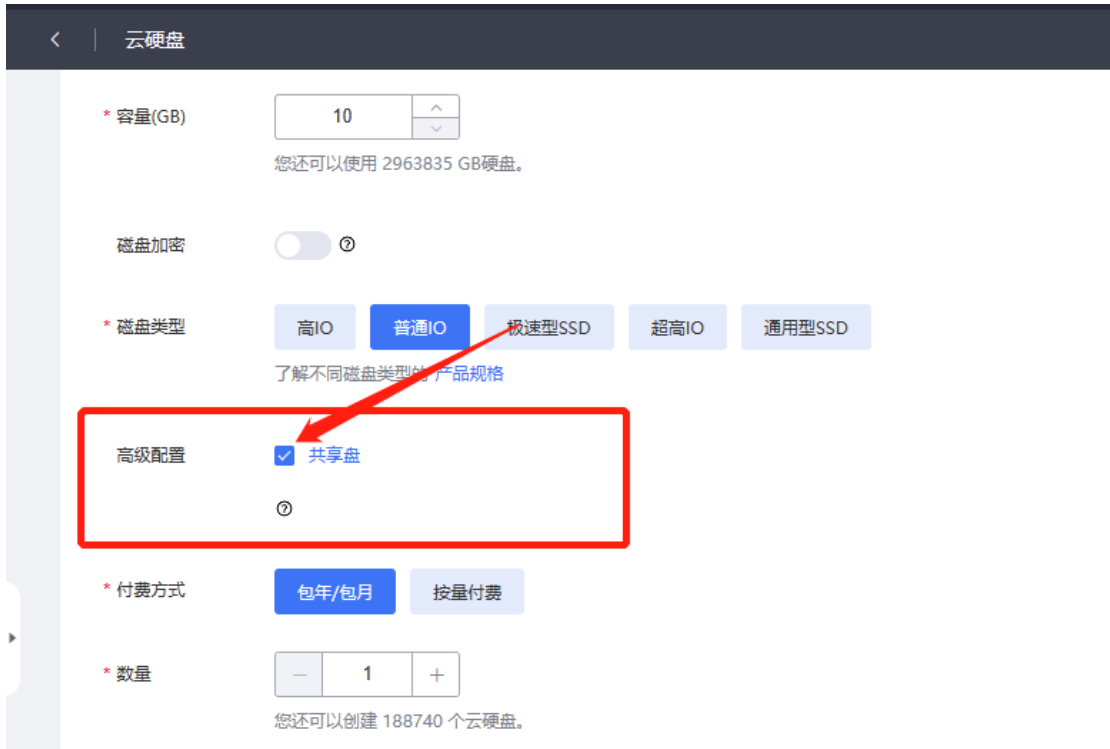 云硬盘
* 容量(GB) 10
您还可以使用 2963835 GB硬盘。
磁盘加密
* 磁盘类型 高IO 普通IO 极速型SSD 超高IO 通用型SSD
了解不同磁盘类型的 产品规格
高级配置 共享盘
* 付费方式 包年/包月 按量付费
* 数量 1
您还可以创建 188740 个云硬盘。